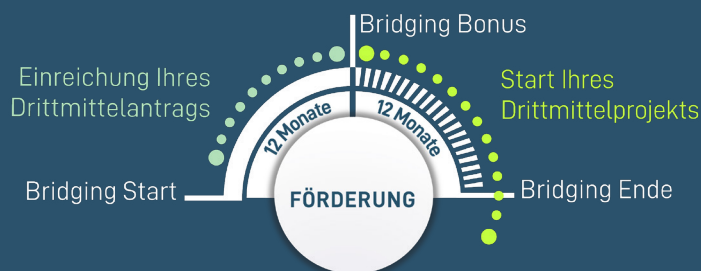 Bridging Bonus
Einreichung Ihres
Drittmittelantrags
Start Ihres
Drittmittelprojekts
12 Monate
12 Monate
Bridging Start
FÖRDERUNG
Bridging Ende